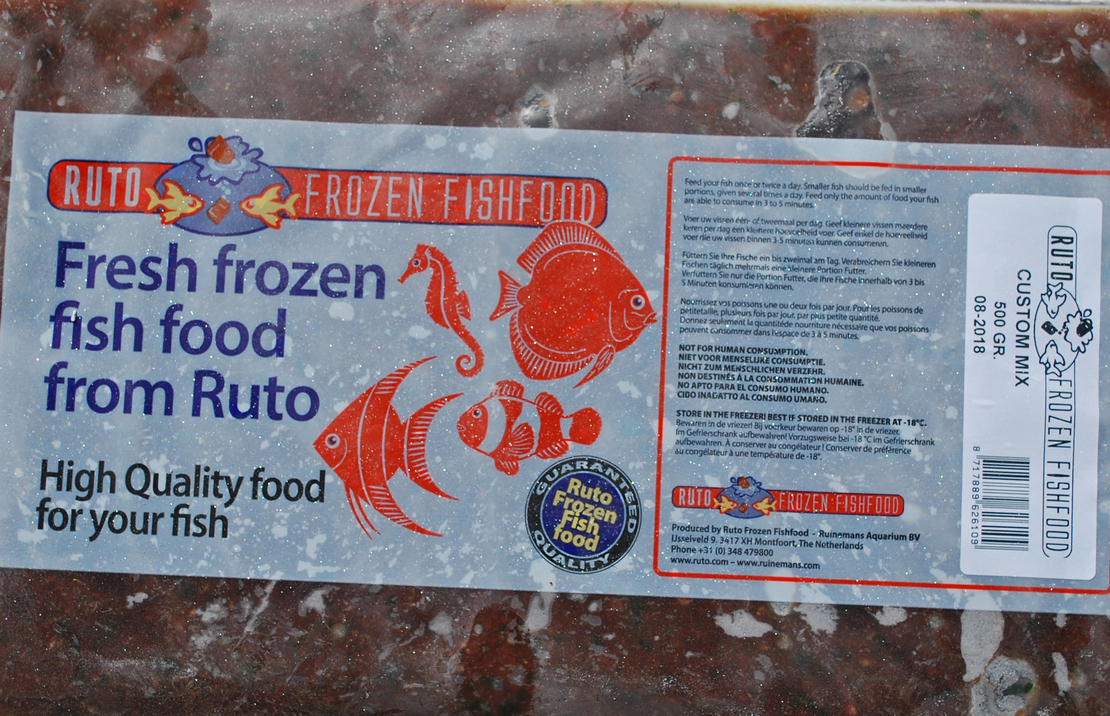 RUTO FROZEN FISHFOOD
Fresh frozen
fish food
from Ruto
High Quality food
for your fish
GUARANTEED
Ruto
Frozen
Fish
food
QUALITY
Feed your fish once or twice a day. Smaller fish should be fed in smaller
portions, given several times a day. Feed only the amount of food your fish
are able to consume in 3 to 5 minutes.
Voer uw vissen één- of tweemaal per dag. Geef kleinere vissen meerdere
keren per dag een kleinere hoeveelheid voer. Geef enkel de hoeveelheid
voer die uw vissen binnen 3-5 minuten kunnen consumeren.
Füttern Sie Ihre Fische ein bis zweimal am Tag. Verabreichern Sie kleineren
Fischen täglich mehrmals eine kleinere Portion Futter.
Verfuttern Sie nur die Portion Futter, die Ihre Fische innerhalb von 3 bis
5 Minuten konsumieren können.
Nourrissez vos poissons une ou deux fois par jour. Pour les poissons de
petitetaille, plusieurs fois par jour, par plus petite quantité.
Donnez seulement la quantitéde nourriture nécessaire que vos poissons
peuvent consommer dans l'espace de 3 à 5 minutes.
NOT FOR HUMAN CONSUMPTION.
NIET VOOR MENSELIJKE CONSUMPTIE.
NICHT ZUM MENSCHLICHEN VERZEHR.
NON DESTINÉS À LA CONSOMMATION HUMAINE.
NO APTO PARA EL CONSUMO HUMANO.
CIBO INADATTO AL CONSUMO UMANO.
STORE IN THE FREEZER! BEST IF STORED IN THE FREEZER AT -18°C.
Bewaren in de vriezer! Bij voorkeur bewaren op -18° in de vriezer.
Im Gefrierschrank aufbewahren! Vorzugsweise bei -18 °C im Gefrierschrank
aufbewahren. À conserver au congélateur ! Conserver de préférence
au congélateur à une température de -18°.
RUTO FROZEN FISHFOOD
Produced by Ruto Frozen Fishfood - Ruinemans Aquarium BV
IJsselveld 9, 3417 XH Montfoort, The Netherlands
Phone +31 (0) 348 479800
www.ruto.com – www.ruinemans.com
RUTO FROZEN FISHFOOD
CUSTOM MIX
500 GR.
08-2018
8 717889 626109